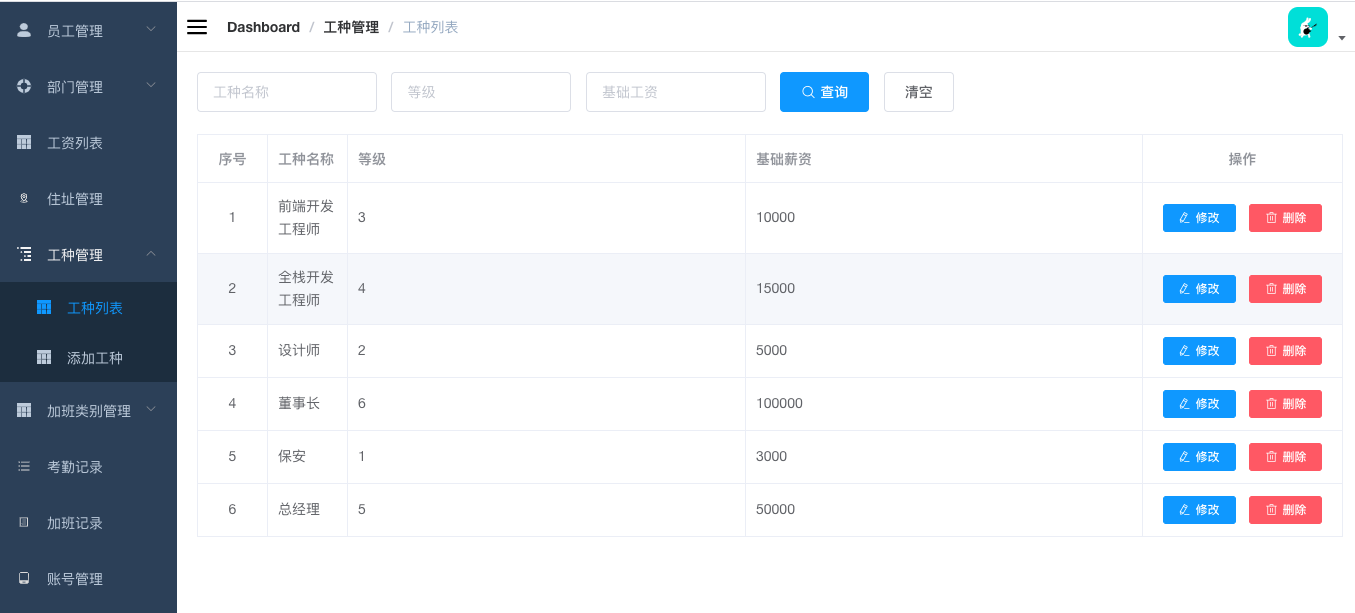 员工管理
部门管理
工资列表
住址管理
工种管理
工种列表
添加工种
加班类别管理
考勤记录
加班记录
账号管理
Dashboard / 工种管理 / 工种列表
工种名称 等级 基础工资 查询 清空
序号 工种名称 等级 基础薪资 操作
1 前端开发工程师 3 10000 修改 删除
2 全栈开发工程师 4 15000 修改 删除
3 设计师 2 5000 修改 删除
4 董事长 6 100000 修改 删除
5 保安 1 3000 修改 删除
6 总经理 5 50000 修改 删除